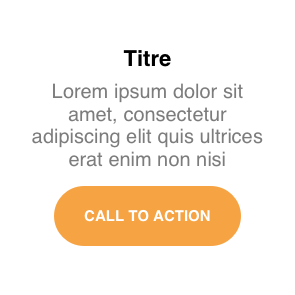 Titre
Lorem ipsum dolor sit
amet, consectetur
adipiscing elit quis ultrices
erat enim non nisi
CALL TO ACTION